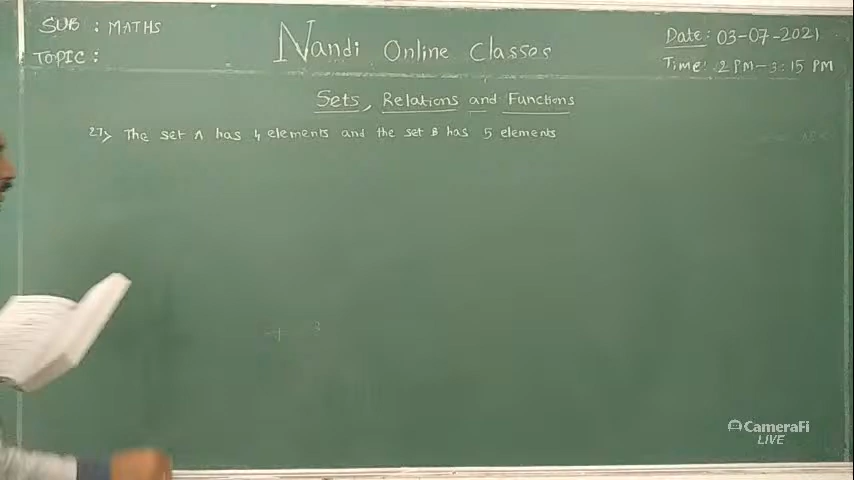 SUB : MATHS
TOPIC :
Nandi Online Classes
Date: 03-07-2021
Time: 2 PM - 3:15 PM
Sets, Relations and Functions
27> The set A has 4 elements and the set B has 5 elements
+ 3
CameraFi
LIVE